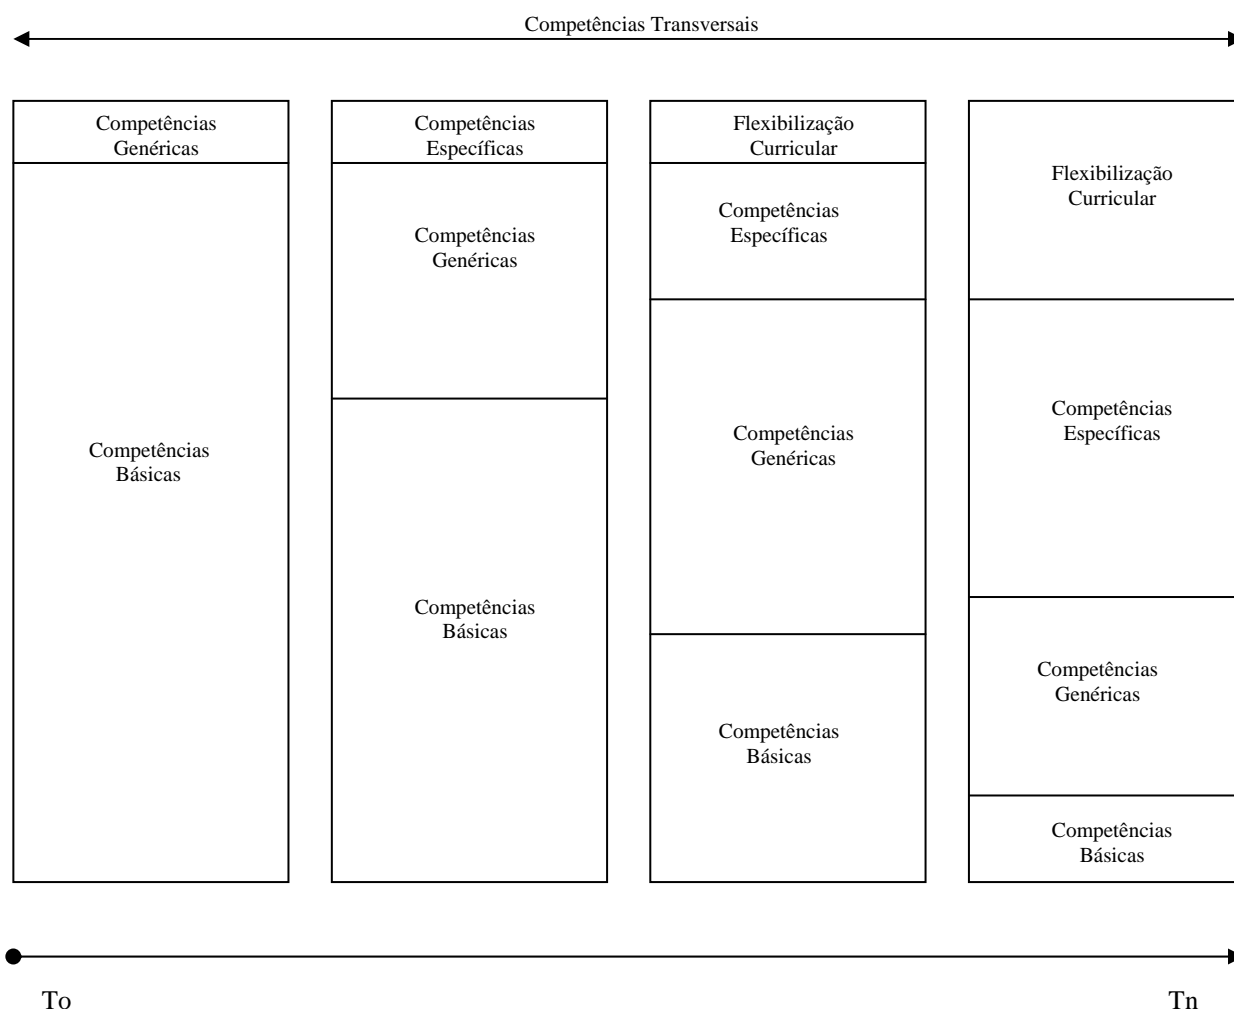 Competências Transversais
Competências
Genéricas
Competências
Básicas
Competências
Específicas
Competências
Genéricas
Competências
Básicas
Flexibilização
Curricular
Competências
Específicas
Competências
Genéricas
Competências
Básicas
Flexibilização
Curricular
Competências
Específicas
Competências
Genéricas
Competências
Básicas
To
Tn